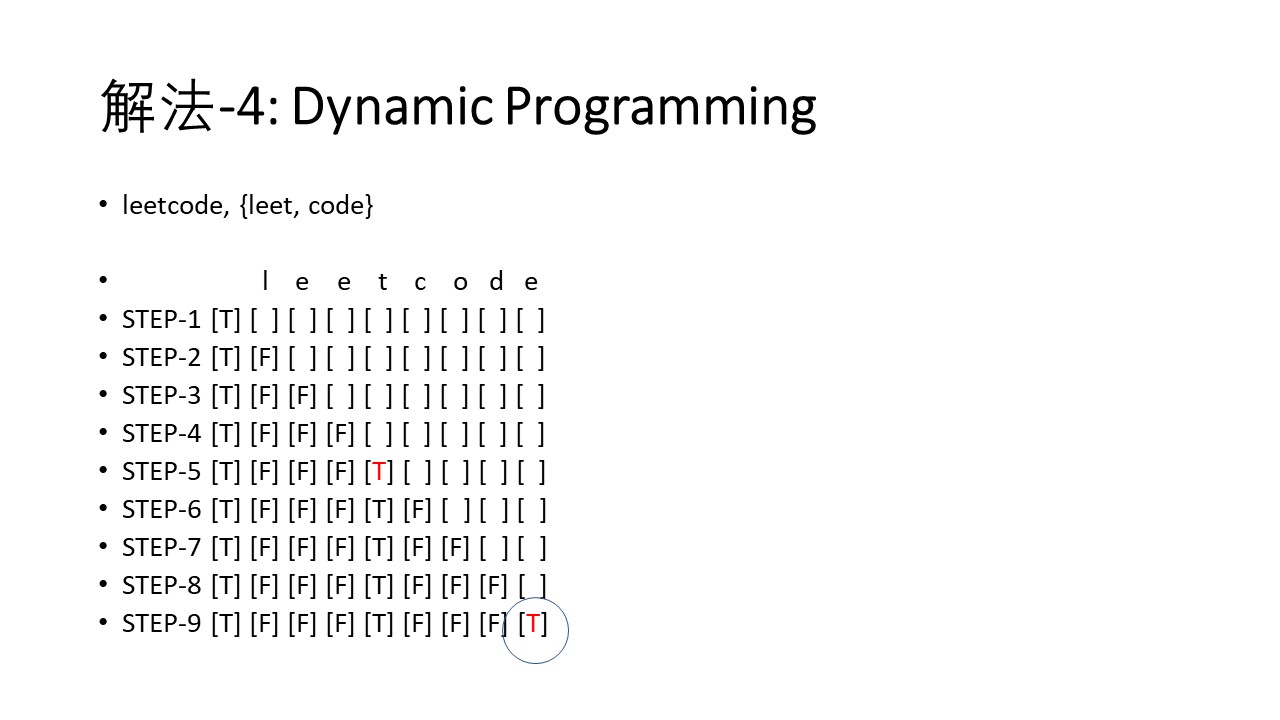 解法-4: Dynamic Programming
• leetcode, {leet, code}
• l e e t c o d e
• STEP-1 [T] [ ] [ ] [ ] [ ] [ ] [ ] [ ] [ ]
• STEP-2 [T] [F] [ ] [ ] [ ] [ ] [ ] [ ] [ ]
• STEP-3 [T] [F] [F] [ ] [ ] [ ] [ ] [ ] [ ]
• STEP-4 [T] [F] [F] [F] [ ] [ ] [ ] [ ] [ ]
• STEP-5 [T] [F] [F] [F] [T] [ ] [ ] [ ] [ ]
• STEP-6 [T] [F] [F] [F] [T] [F] [ ] [ ] [ ]
• STEP-7 [T] [F] [F] [F] [T] [F] [F] [ ] [ ]
• STEP-8 [T] [F] [F] [F] [T] [F] [F] [F] [ ]
• STEP-9 [T] [F] [F] [F] [T] [F] [F] [F] [T]